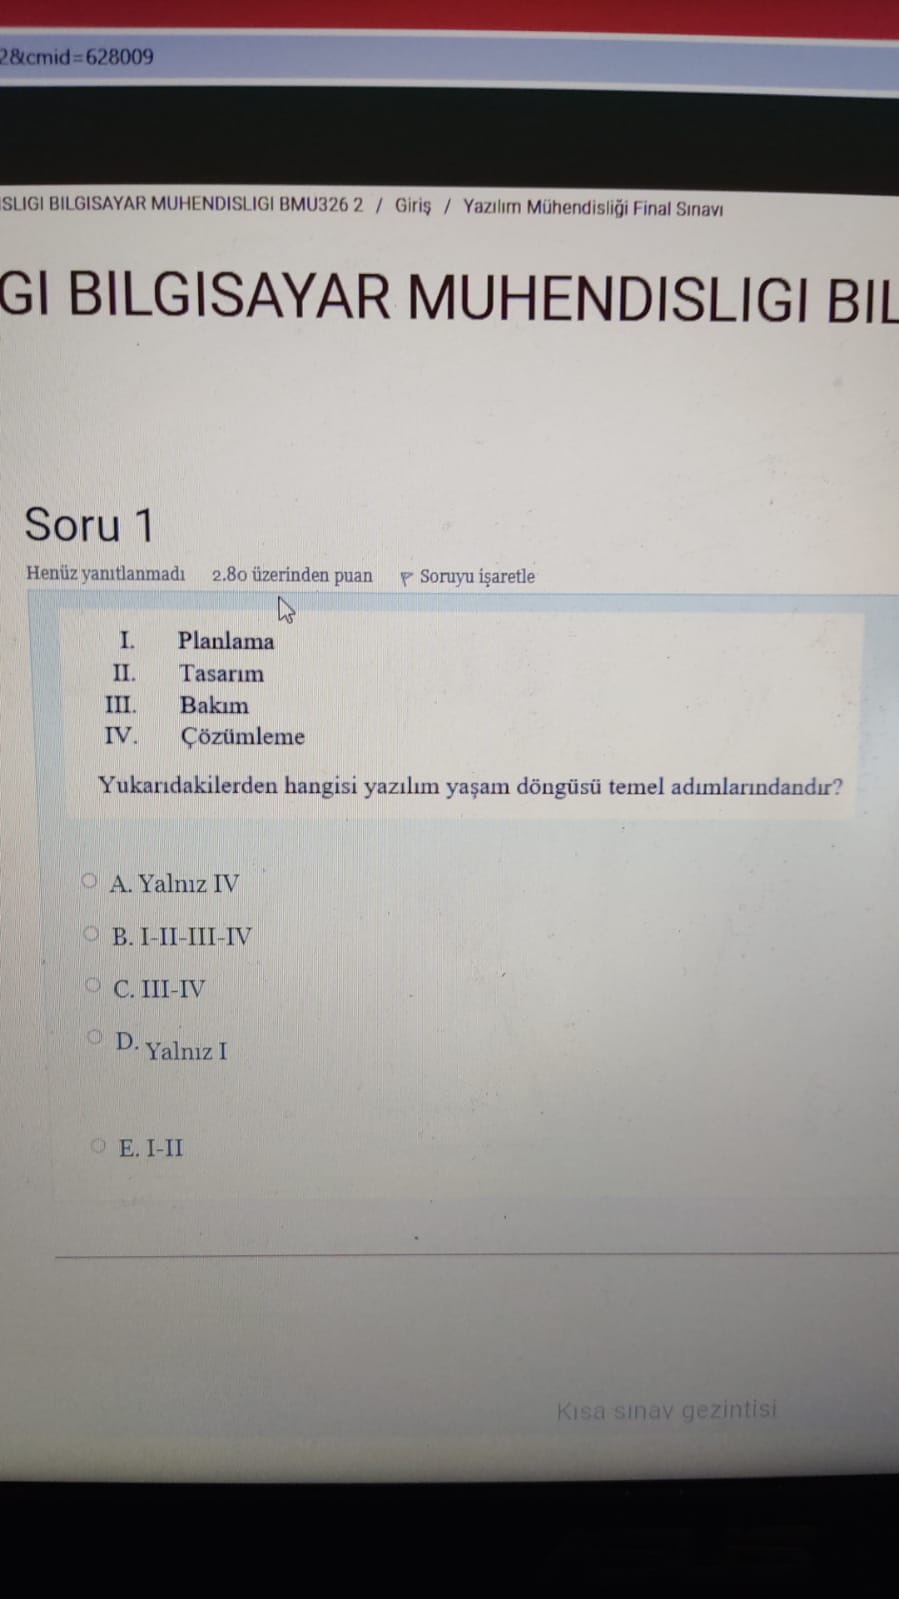 2&cmid=628009
SLIGI BILGISAYAR MUHENDISLIGI BMU326 2 / Giriş / Yazılım Mühendisliği Final Sınavı
GI BILGISAYAR MUHENDISLIGI BIL
Soru 1
Henüz yanıtlanmadı 2.80 üzerinden puan Soruyu işaretle
I. Planlama
II. Tasarım
III. Bakım
IV. Çözümleme
Yukarıdakilerden hangisi yazılım yaşam döngüsü temel adımlarındandır?
A. Yalnız IV
B. I-II-III-IV
C. III-IV
D. Yalnız I
E. I-II
Kısa sınav gezintisi